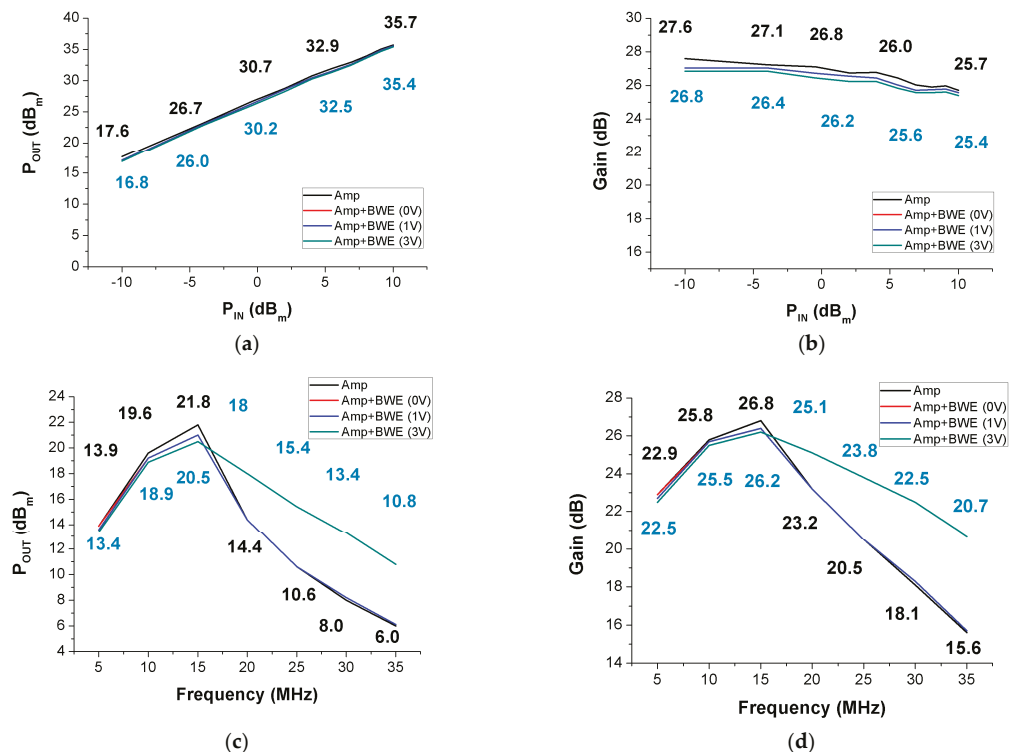 40
35
30
25
20
15
10
5
0
P_OUT (dB_m)
17.6
26.7
30.7
32.9
35.7
16.8
26.0
30.2
32.5
35.4
Amp
Amp+BWE (0V)
Amp+BWE (1V)
Amp+BWE (3V)
-10 -5 0 5 10
P_IN (dB_m)
(a)
30
28
26
24
22
20
18
16
Gain (dB)
27.6
27.1
26.8
26.0
25.7
26.8
26.4
26.2
25.6
25.4
Amp
Amp+BWE (0V)
Amp+BWE (1V)
Amp+BWE (3V)
-10 -5 0 5 10
P_IN (dB_m)
(b)
24
22
20
18
16
14
12
10
8
6
4
P_OUT (dB_m)
Amp
Amp+BWE (0V)
Amp+BWE (1V)
Amp+BWE (3V)
13.9
19.6
21.8
18
15.4
13.4
10.8
13.4
18.9
20.5
14.4
10.6
8.0
6.0
5 10 15 20 25 30 35
Frequency (MHz)
(c)
28
26
24
22
20
18
16
14
Gain (dB)
Amp
Amp+BWE (0V)
Amp+BWE (1V)
Amp+BWE (3V)
22.9
25.8
26.8
25.1
23.8
22.5
20.7
22.5
25.5
26.2
23.2
20.5
18.1
15.6
5 10 15 20 25 30 35
Frequency (MHz)
(d)